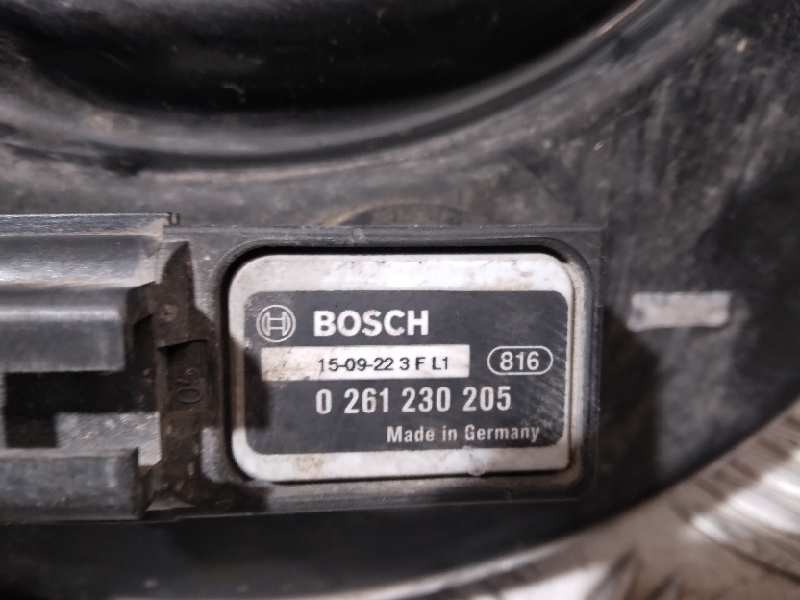 BOSCH
15-09-22 3 F L1
816
0 261 230 205
Made in Germany